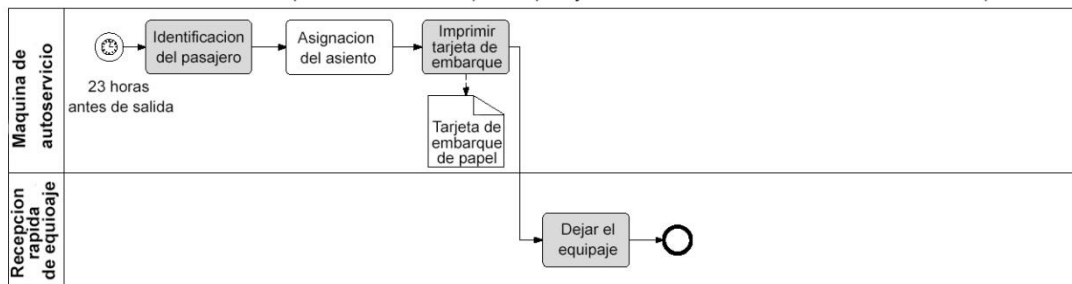 Maquina de
autoservicio
23 horas
antes de salida
Identificacion
del pasajero
Asignacion
del asiento
Imprimir
tarjeta de
embarque
Tarjeta de
embarque
de papel
Recepcion
rapida
de equioaje
Dejar el
equipaje